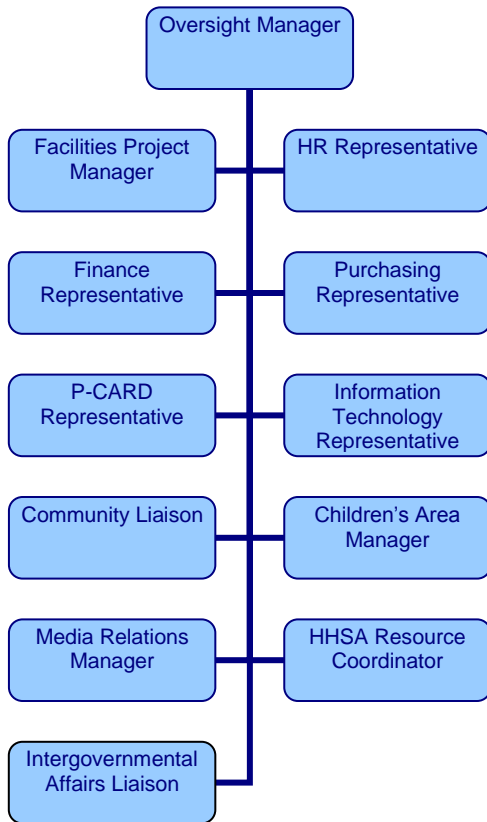 Oversight Manager
Facilities Project
Manager
HR Representative
Finance
Representative
Purchasing
Representative
P-CARD
Representative
Information
Technology
Representative
Community Liaison
Children’s Area
Manager
Media Relations
Manager
HHSA Resource
Coordinator
Intergovernmental
Affairs Liaison